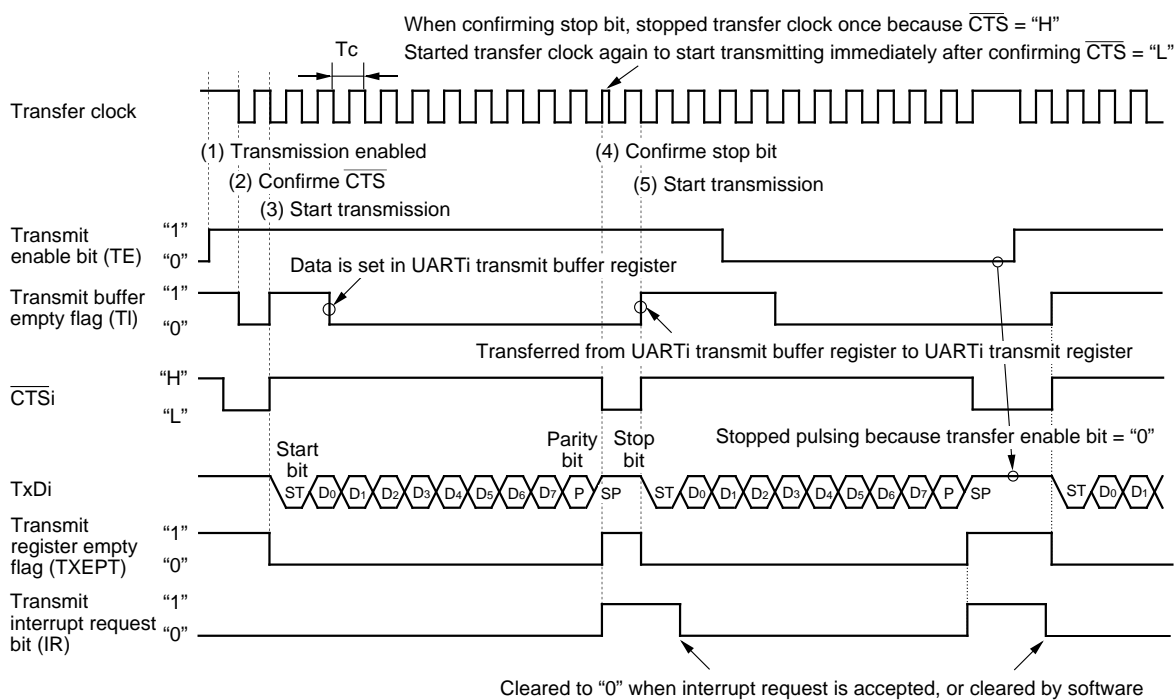 When confirming stop bit, stopped transfer clock once because CTS = “H”
Started transfer clock again to start transmitting immediately after confirming CTS = “L”
Tc
Transfer clock
(1) Transmission enabled
(2) Confirme CTS
(3) Start transmission
(4) Confirme stop bit
(5) Start transmission
Transmit
enable bit (TE)
“1”
“0”
Data is set in UARTi transmit buffer register
Transmit buffer
empty flag (TI)
“1”
“0”
Transferred from UARTi transmit buffer register to UARTi transmit register
CTSi
“H”
“L”
Start
bit
Parity
bit
Stop
bit
Stopped pulsing because transfer enable bit = “0”
TxDi
ST D0 D1 D2 D3 D4 D5 D6 D7 P SP ST D0 D1 D2 D3 D4 D5 D6 D7 P SP ST D0 D1
Transmit
register empty
flag (TXEPT)
“1”
“0”
Transmit
interrupt request
bit (IR)
“1”
“0”
Cleared to “0” when interrupt request is accepted, or cleared by software